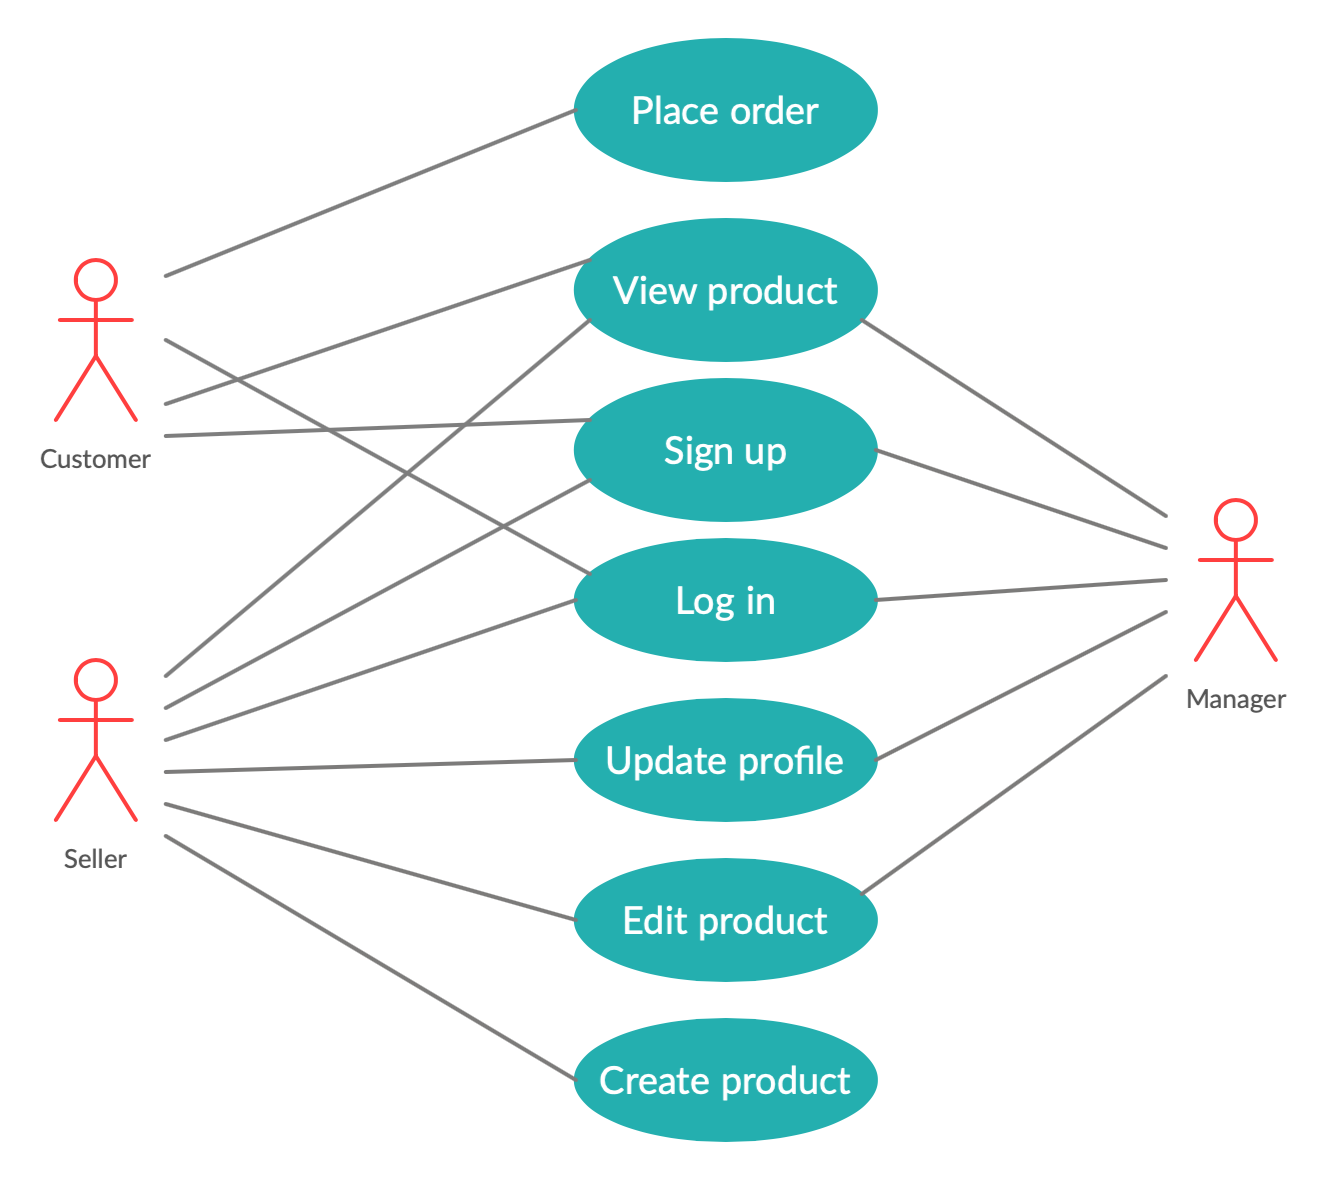 Place order
View product
Customer
Sign up
Log in
Manager
Update profile
Seller
Edit product
Create product